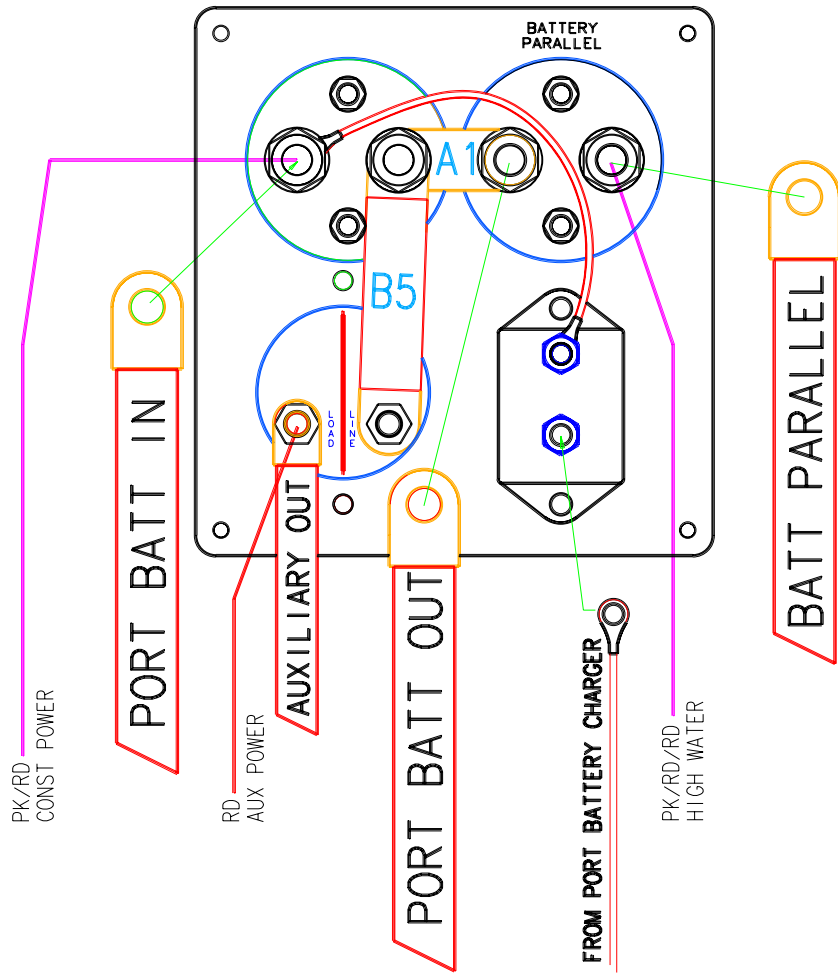 BATTERY
PARALLEL
A1
B5
LOAD
LINE
PORT BATT IN
AUXILIARY OUT
PORT BATT OUT
BATT PARALLEL
PK/RD
CONST POWER
RD
AUX POWER
FROM PORT BATTERY CHARGER
PK/RD/RD
HIGH WATER